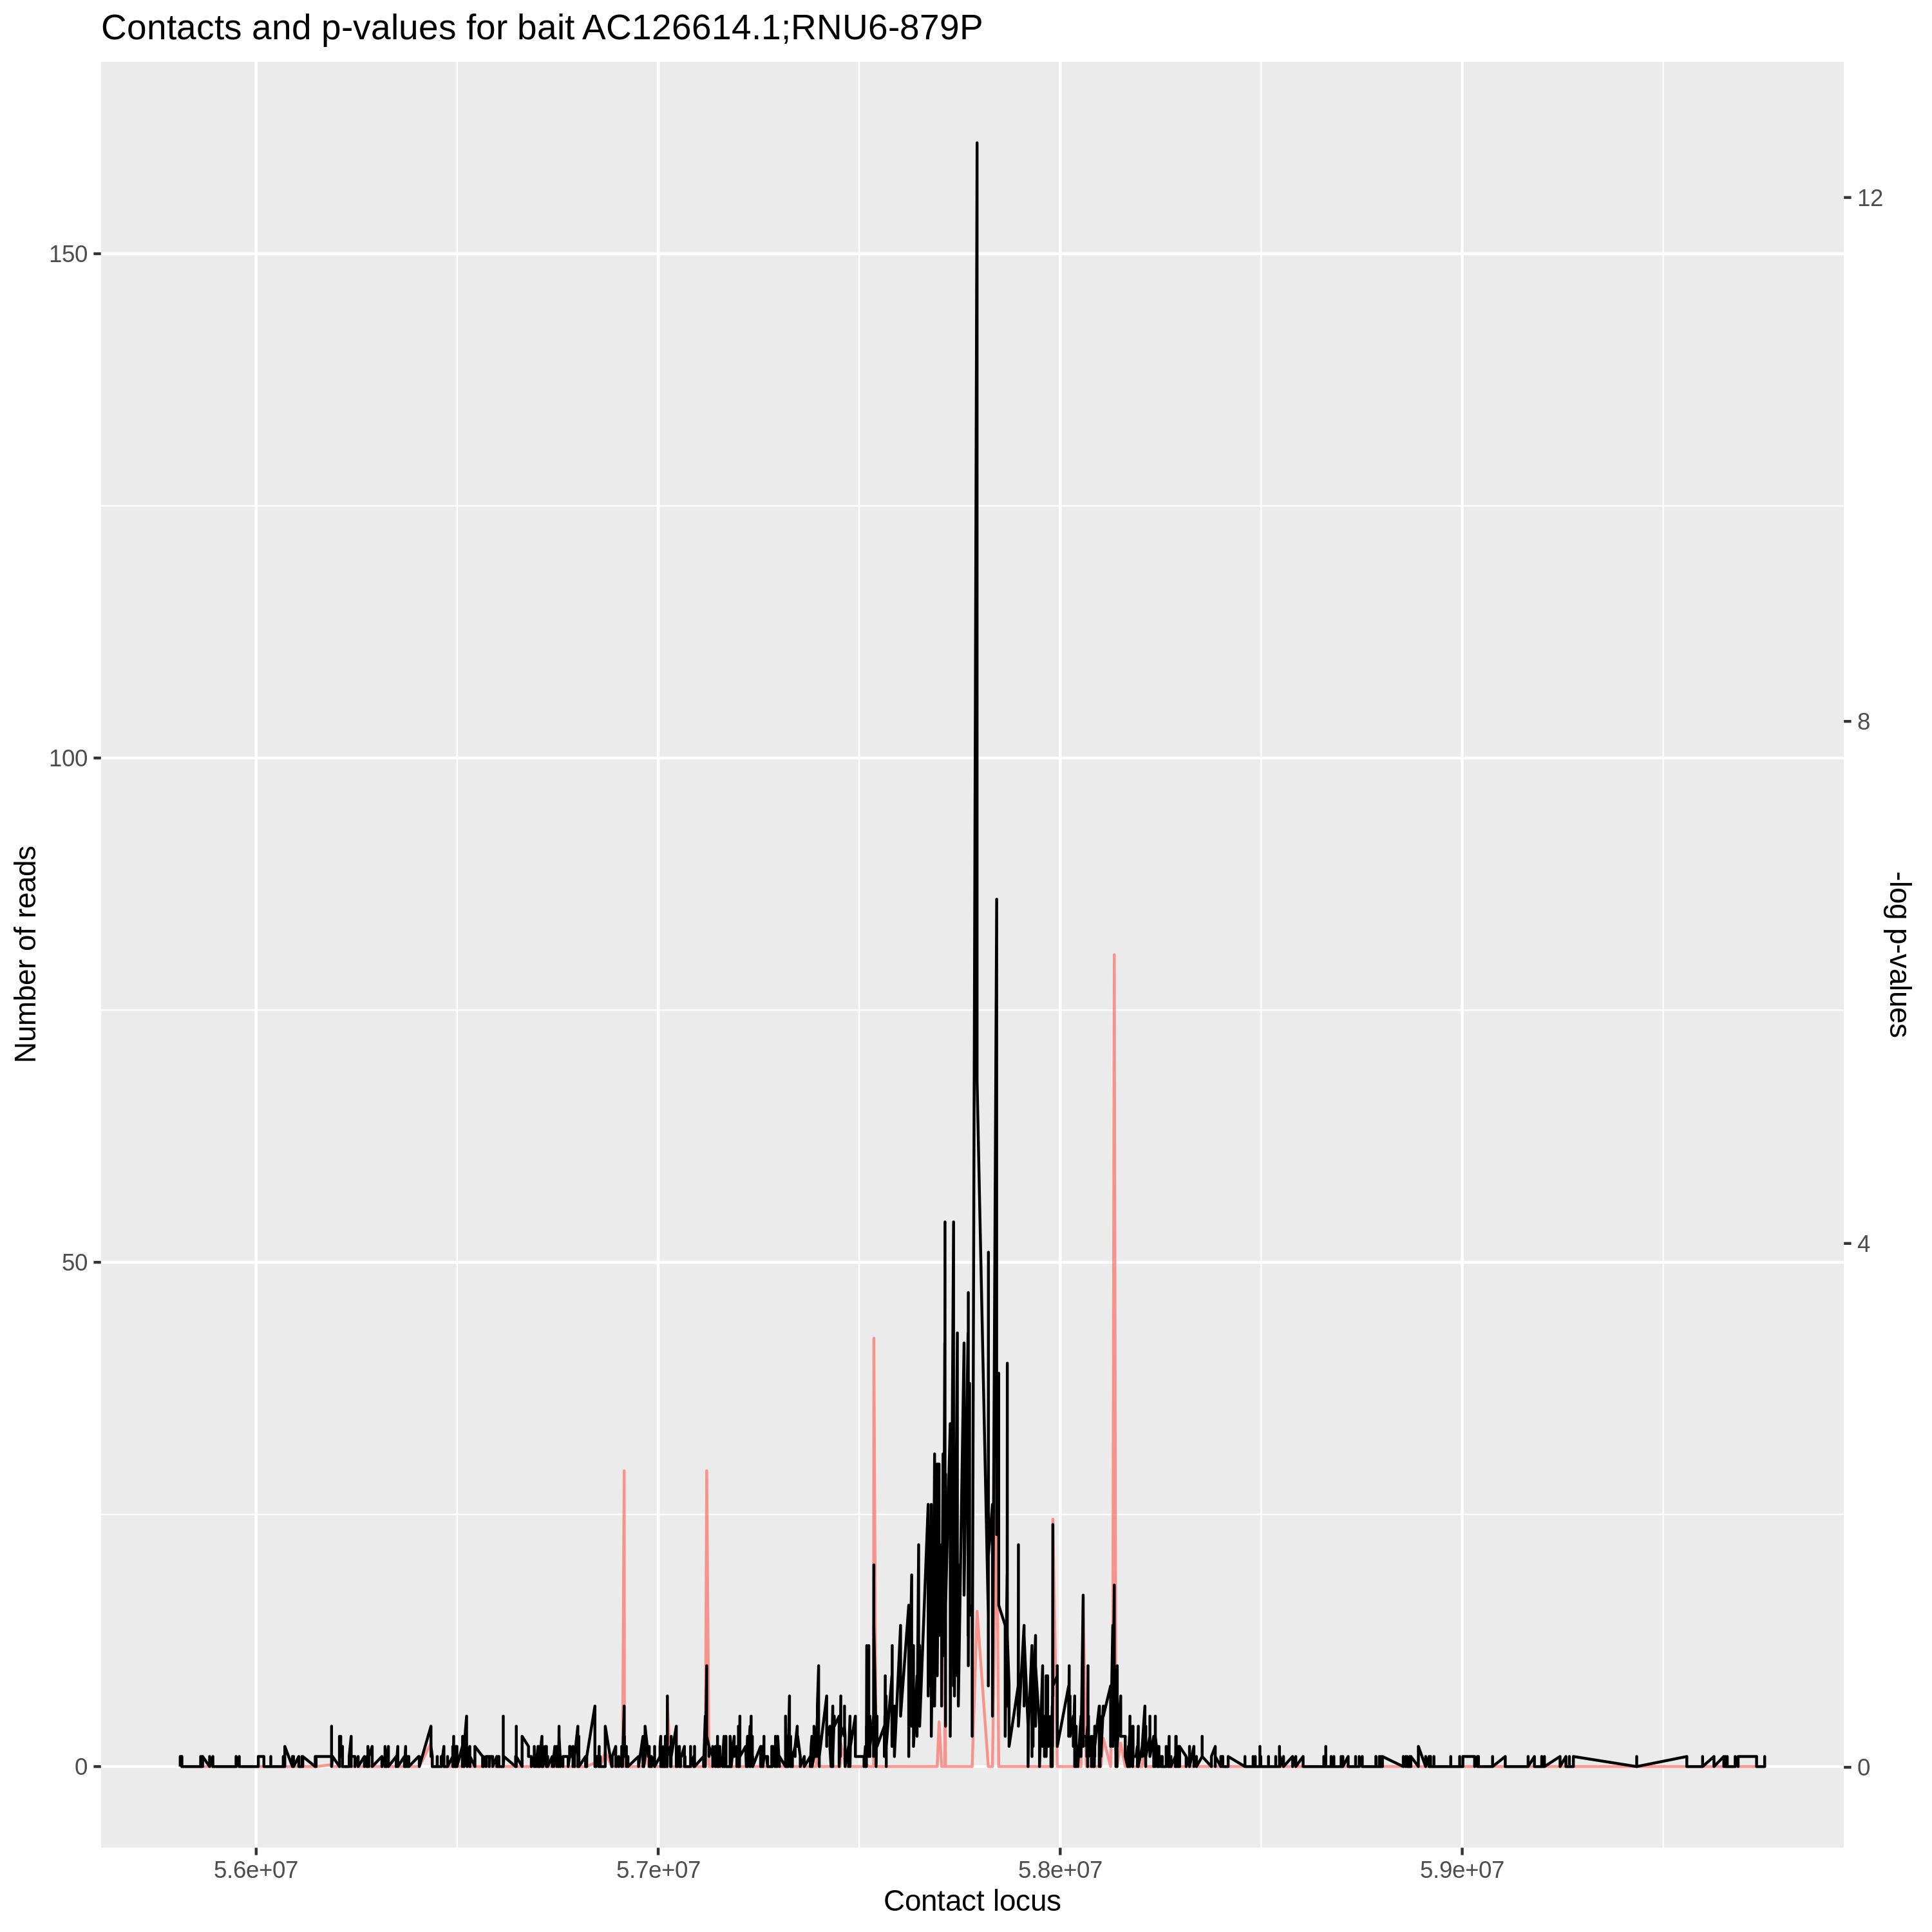 Contacts and p-values for bait AC126614.1;RNU6-879P
150
100
50
0
Number of reads
12
8
4
0
-log p-values
5.6e+07
5.7e+07
5.8e+07
5.9e+07
Contact locus